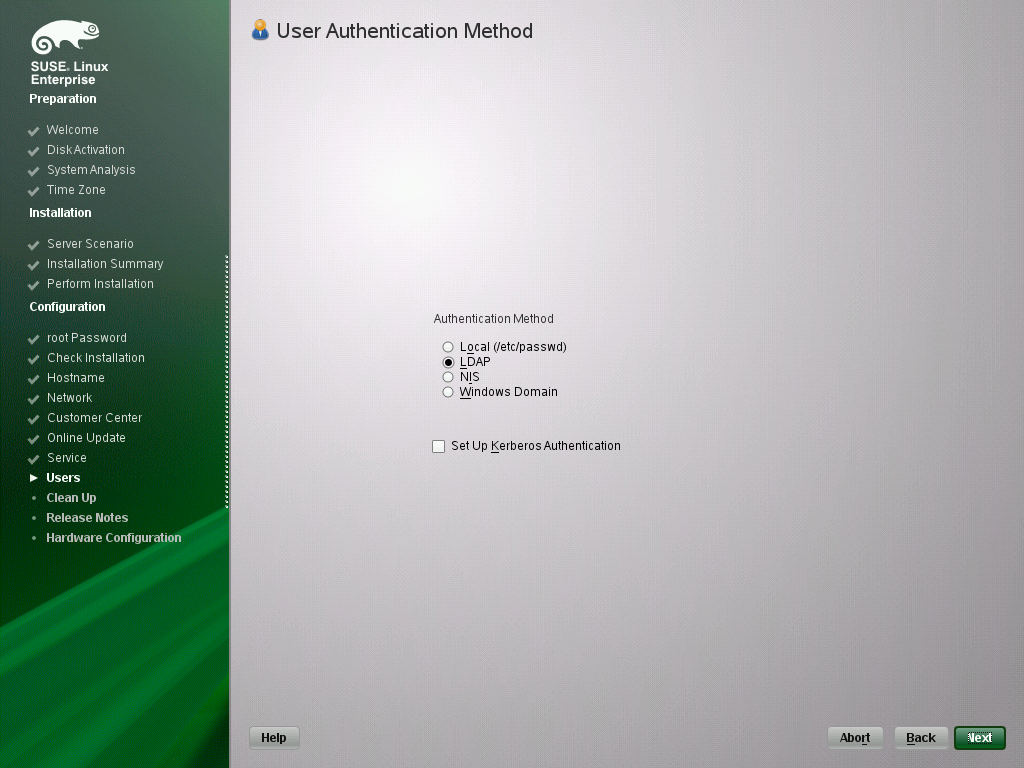 SUSE. Linux
Enterprise
Preparation
Welcome
Disk Activation
System Analysis
Time Zone
Installation
Server Scenario
Installation Summary
Perform Installation
Configuration
root Password
Check Installation
Hostname
Network
Customer Center
Online Update
Service
Users
Clean Up
Release Notes
Hardware Configuration
User Authentication Method
Authentication Method
Local (/etc/passwd)
LDAP
NIS
Windows Domain
Set Up Kerberos Authentication
Help
Abort
Back
Next